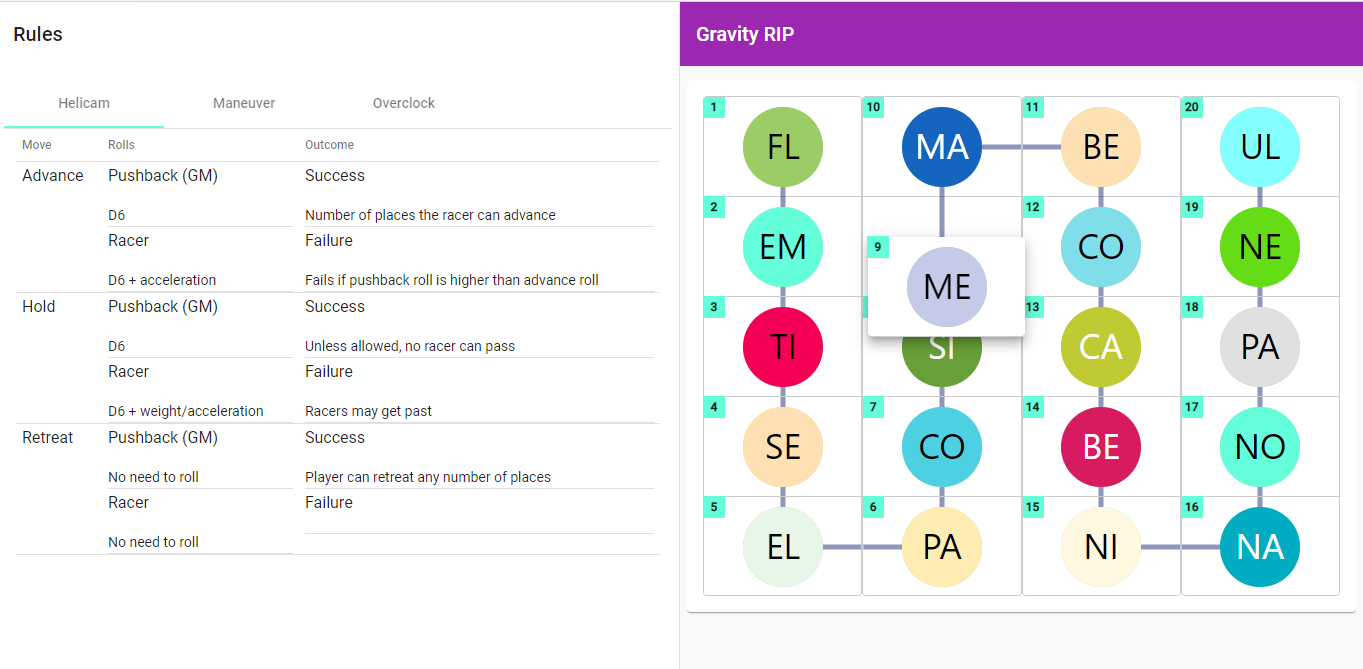 Rules
Helicam Maneuver Overclock
Move Rolls Outcome
Advance Pushback (GM) Success
D6 Number of places the racer can advance
Racer Failure
D6 + acceleration Fails if pushback roll is higher than advance roll
Hold Pushback (GM) Success
D6 Unless allowed, no racer can pass
Racer Failure
D6 + weight/acceleration Racers may get past
Retreat Pushback (GM) Success
No need to roll Player can retreat any number of places
Racer Failure
No need to roll
Gravity RIP
1 10 11 20
FL MA BE UL
2 12 19
EM CO NE
9
ME
3 13 18
TI SI CA PA
4 7 14 17
SE CO BE NO
5 6 15 16
EL PA NI NA